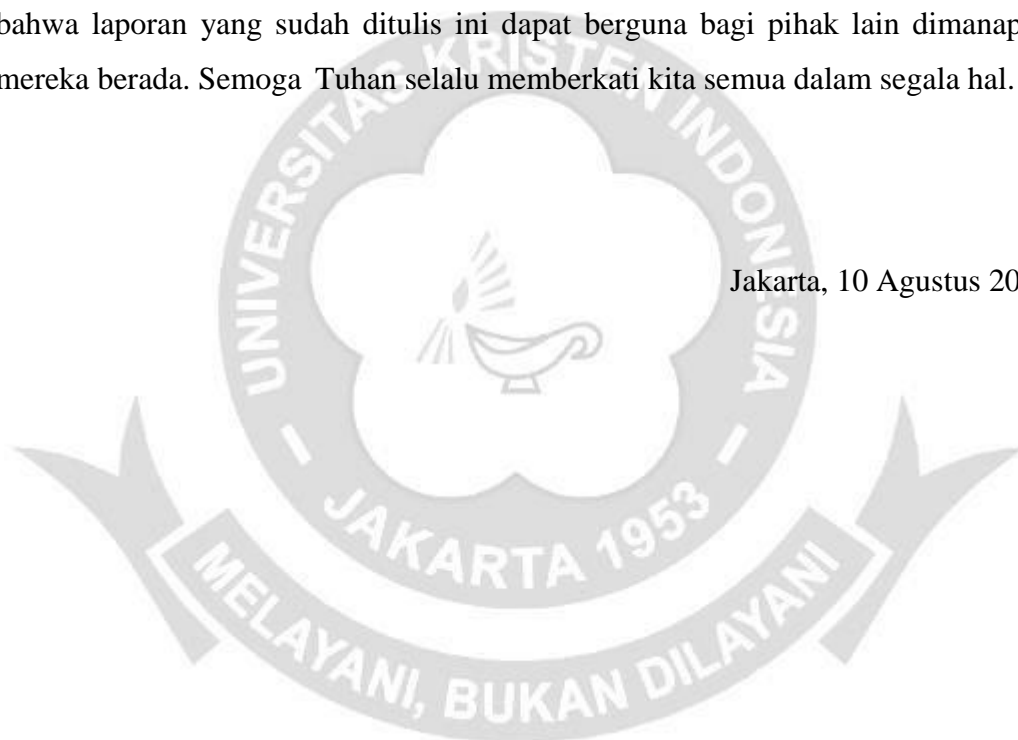 bahwa laporan yang sudah ditulis ini dapat berguna bagi pihak lain dimanap
mereka berada. Semoga Tuhan selalu memberkati kita semua dalam segala hal.
UNIVERSITAS KRISTEN INDONESIA
Jakarta, 10 Agustus 20
JAKARTA 1953
MELAYANI, BUKAN DILAYANI